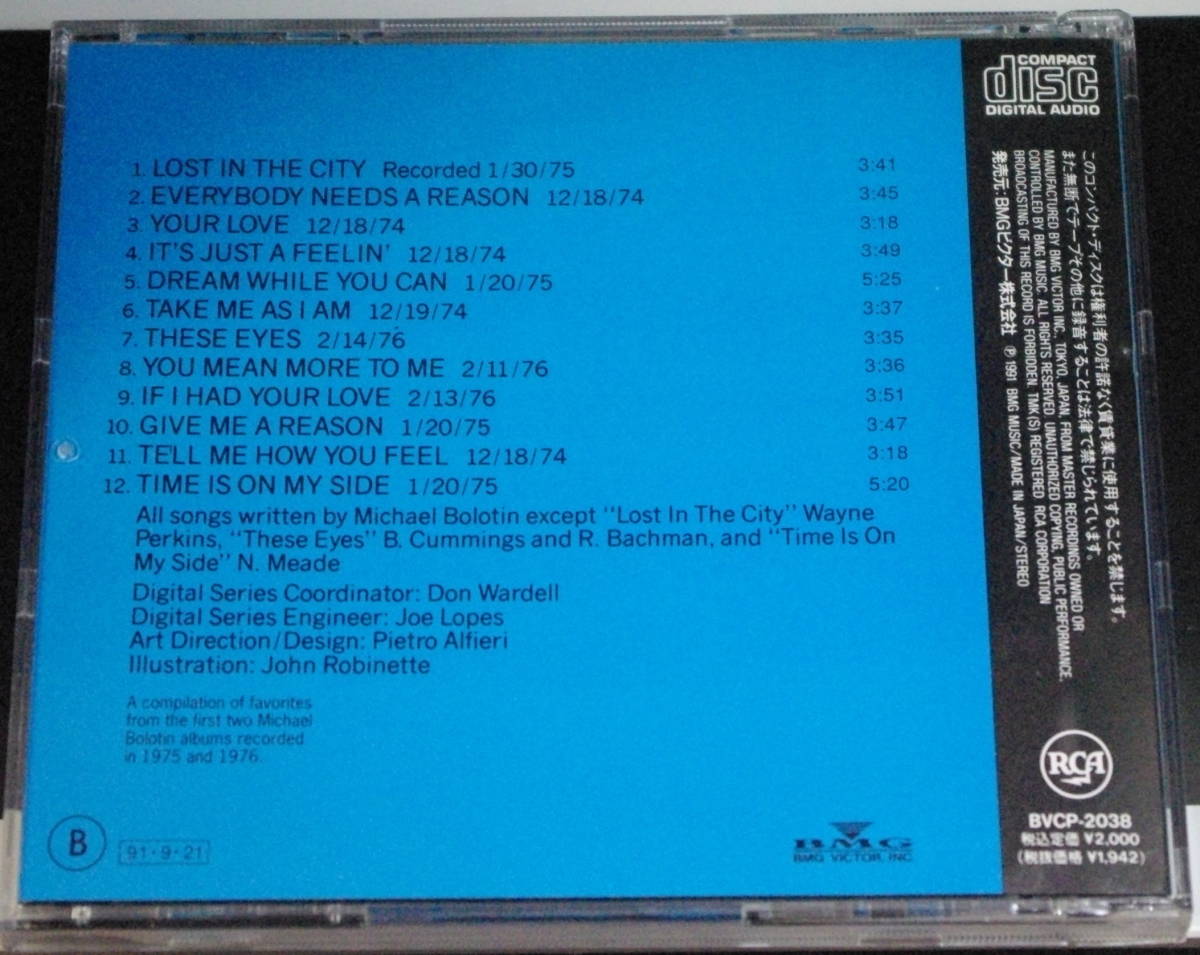 1. LOST IN THE CITY Recorded 1/30/75 3:41
2. EVERYBODY NEEDS A REASON 12/18/74 3:45
3. YOUR LOVE 12/18/74 3:18
4. IT'S JUST A FEELIN' 12/18/74 3:49
5. DREAM WHILE YOU CAN 1/20/75 5:25
6. TAKE ME AS I AM 12/19/74 3:37
7. THESE EYES 2/14/76 3:35
8. YOU MEAN MORE TO ME 2/11/76 3:36
9. IF I HAD YOUR LOVE 2/13/76 3:51
10. GIVE ME A REASON 1/20/75 3:47
11. TELL ME HOW YOU FEEL 12/18/74 3:18
12. TIME IS ON MY SIDE 1/20/75 5:20
All songs written by Michael Bolotin except "Lost In The City" Wayne
Perkins, "These Eyes" B. Cummings and R. Bachman, and "Time Is On
My Side" N. Meade
Digital Series Coordinator: Don Wardell
Digital Series Engineer: Joe Lopes
Art Direction/Design: Pietro Alfieri
Illustration: John Robinette
A compilation of favorites
from the first two Michael
Bolotin albums recorded
in 1975 and 1976.
B
91・9・21
BMG
BMG VICTOR, INC.
COMPACT
disc
DIGITAL AUDIO
このコンパクト・ディスクは権利者の許諾なく賃貸業に使用することを禁じます。
また無断でテープその他に録音することは法律で禁じられています。
MANUFACTURED BY BMG VICTOR INC., TOKYO, JAPAN, FROM MASTER RECORDINGS OWNED OR
CONTROLLED BY BMG MUSIC. ALL RIGHTS RESERVED. UNAUTHORIZED COPYING, PUBLIC PERFORMANCE.
BROADCASTING OF THIS RECORD IS FORBIDDEN. TMK(S) REGISTERED RCA CORPORATION
発売元:BMGビクター株式会社 ℗1991 BMG MUSIC/MADE IN JAPAN/STEREO
RCA
BVCP-2038
税込定価 ¥2,000
(税抜価格 ¥1,942)